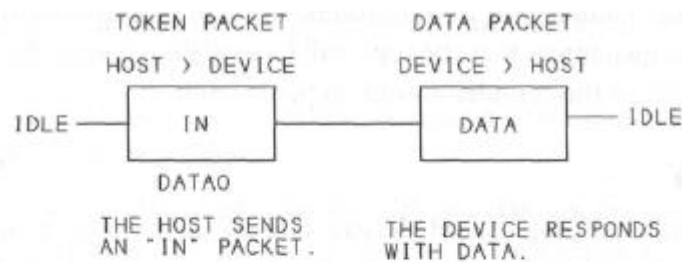 TOKEN PACKET
HOST > DEVICE
IDLE
IN
DATA0
THE HOST SENDS
AN "IN" PACKET.
DATA PACKET
DEVICE > HOST
DATA
IDLE
THE DEVICE RESPONDS
WITH DATA.